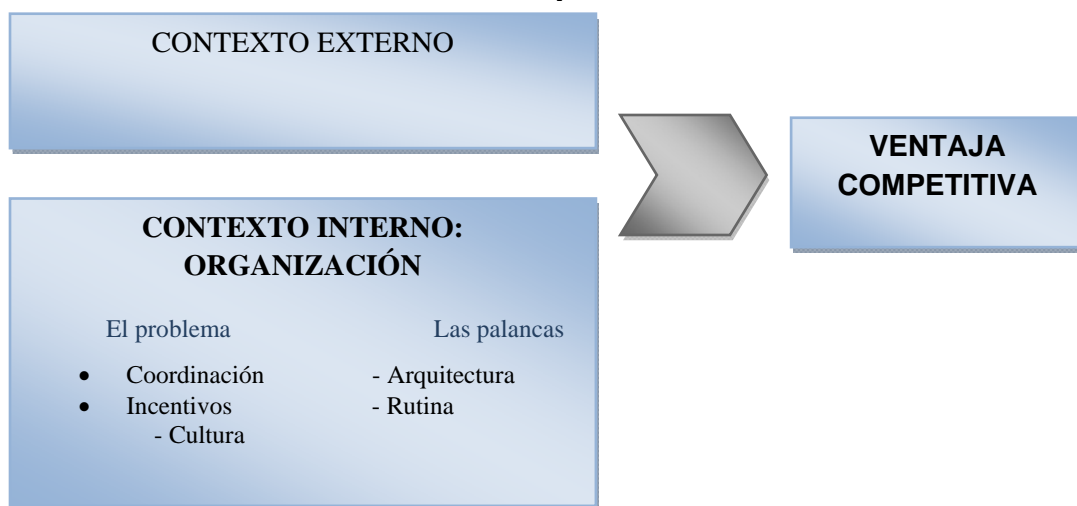 CONTEXTO EXTERNO
VENTAJA
COMPETITIVA
CONTEXTO INTERNO:
ORGANIZACIÓN
El problema Las palancas
• Coordinación - Arquitectura
• Incentivos - Rutina
- Cultura